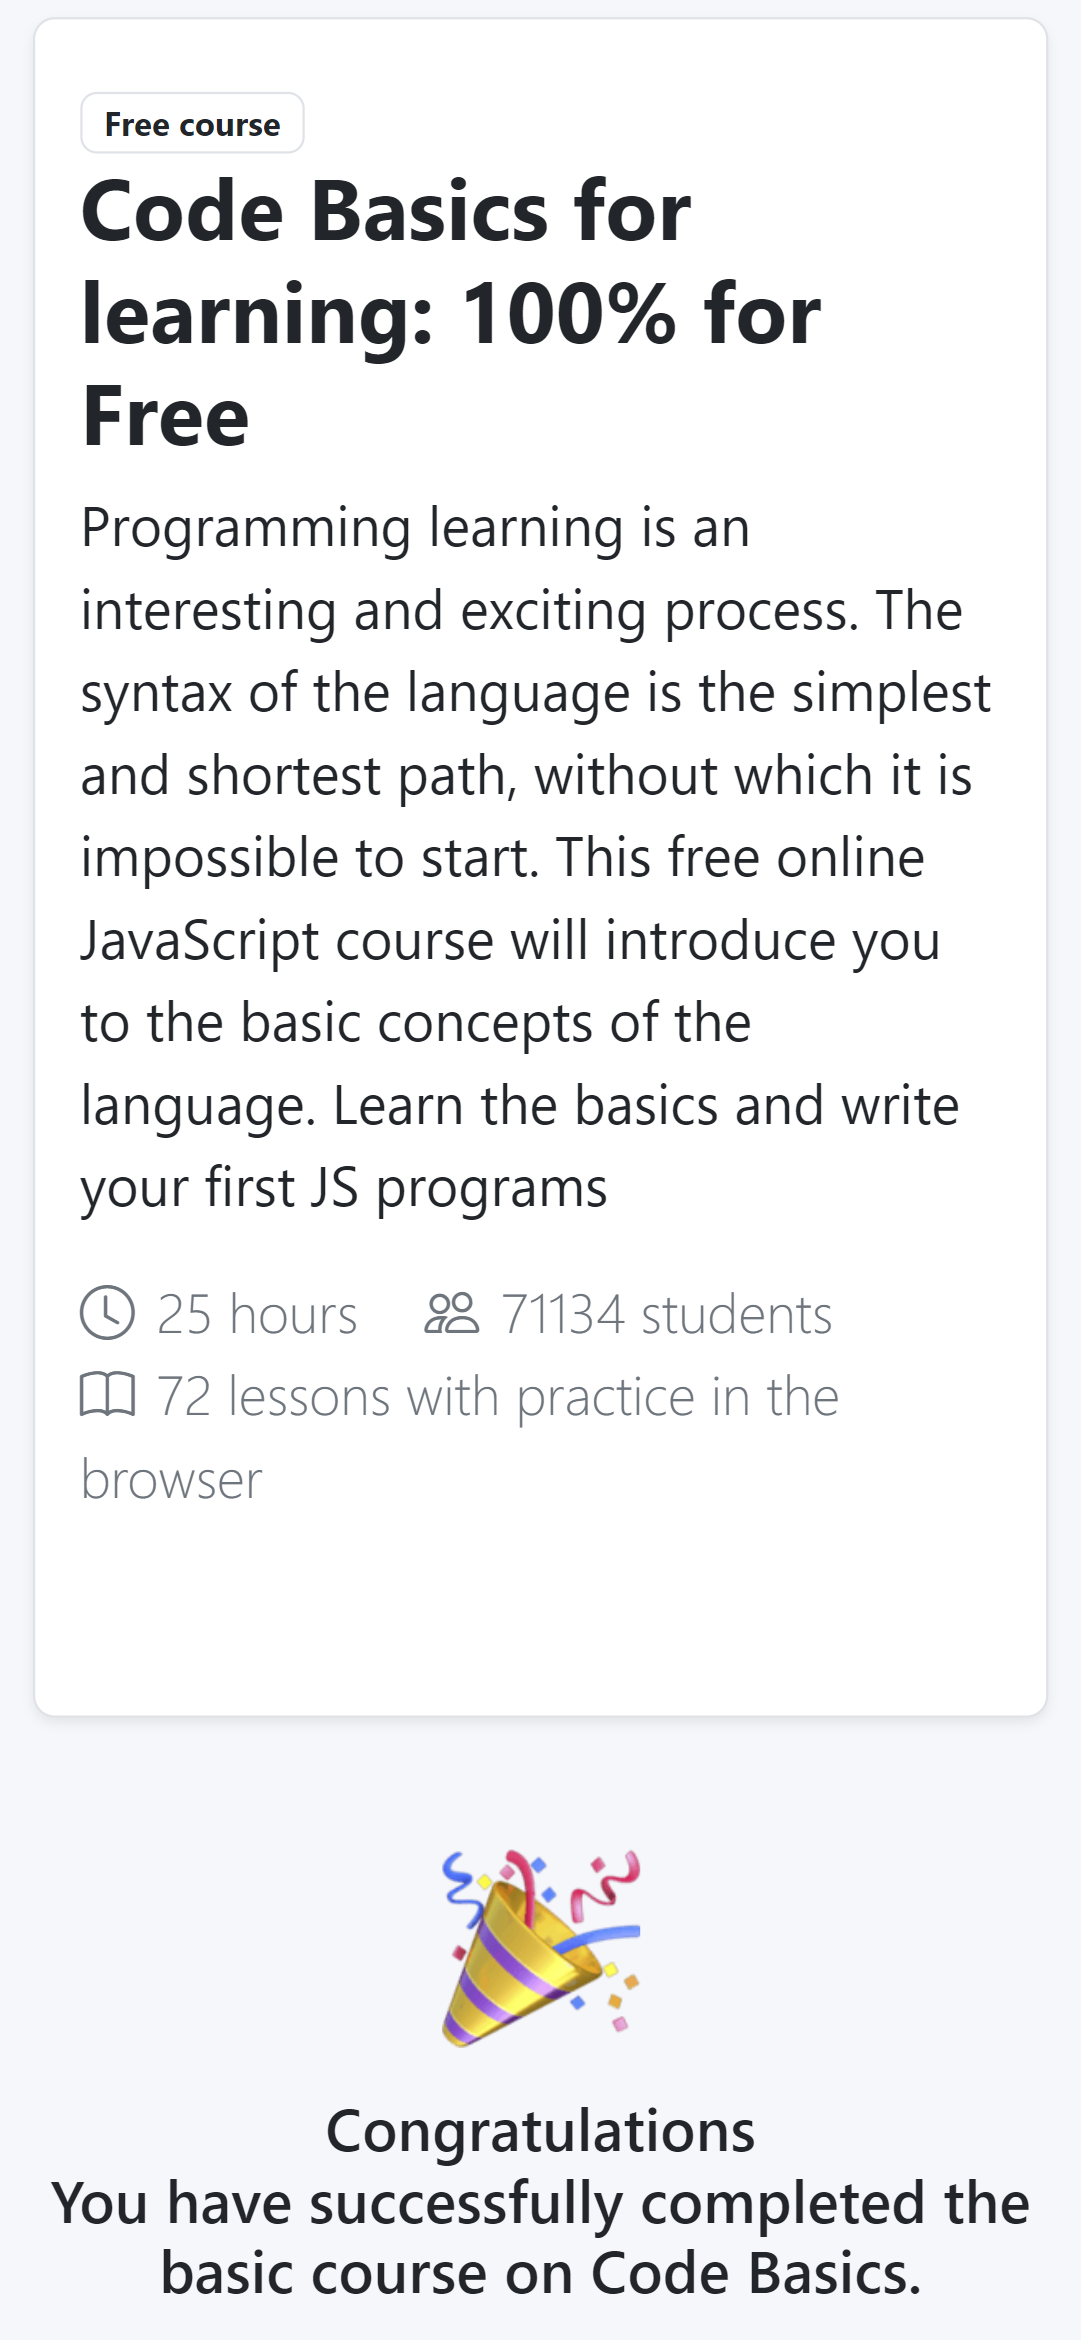 Free course
Code Basics for
learning: 100% for
Free
Programming learning is an
interesting and exciting process. The
syntax of the language is the simplest
and shortest path, without which it is
impossible to start. This free online
JavaScript course will introduce you
to the basic concepts of the
language. Learn the basics and write
your first JS programs
25 hours 71134 students
72 lessons with practice in the
browser
Congratulations
You have successfully completed the
basic course on Code Basics.